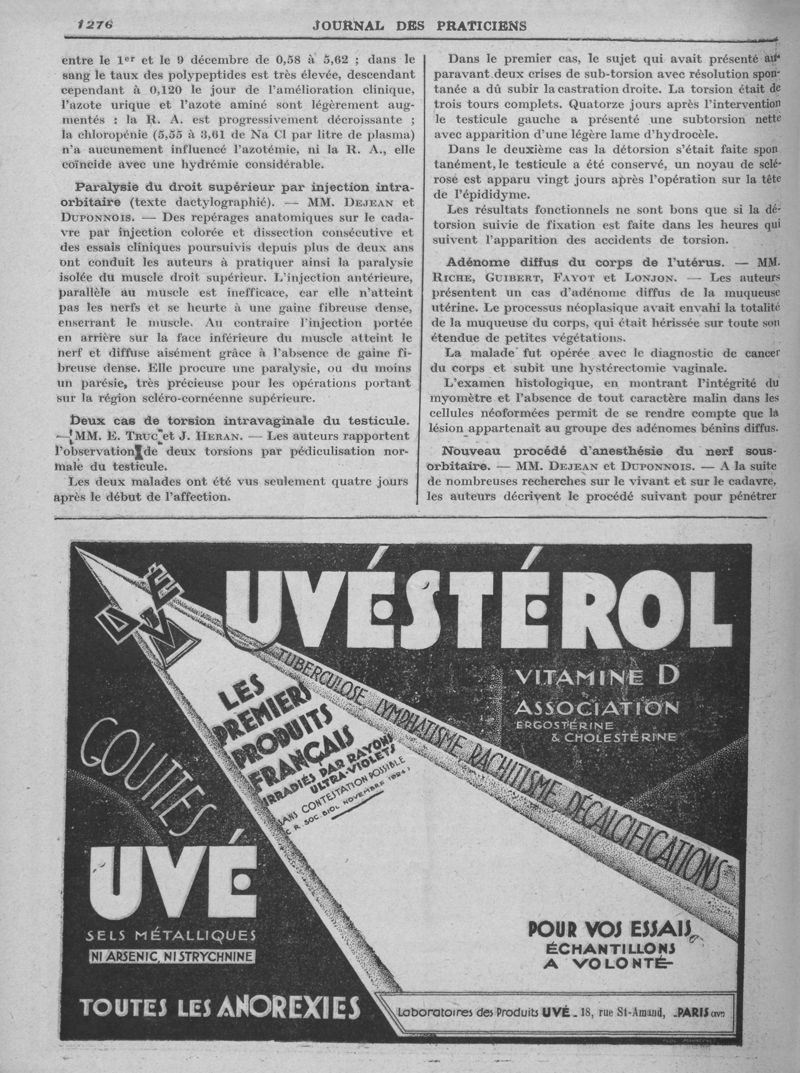 1276
JOURNAL DES PRATICIENS
entre le 1er et le 9 décembre de 0,58 à 5,62 ; dans le
sang le taux des polypeptides est très élevée, descendant
cependant à 0,120 le jour de l'amélioration clinique,
l'azote urique et l'azote aminé sont légèrement aug-
mentés : la R. A. est progressivement décroissante ;
la chloropénie (5,55 à 3,61 de Na Cl par litre de plasma)
n'a aucunement influencé l'azotémie, ni la R. A., elle
coïncide avec une hydrémie considérable.
Paralysie du droit supérieur par injection intra-
orbitaire (texte dactylographié). — MM. DEJEAN et
DUPONNOIS. — Des repérages anatomiques sur le cada-
vre par injection colorée et dissection consécutive et
des essais cliniques poursuivis depuis plus de deux ans
ont conduit les auteurs à pratiquer ainsi la paralysie
isolée du muscle droit supérieur. L'injection antérieure,
parallèle au muscle est inefficace, car elle n'atteint
pas les nerfs et se heurte à une gaine fibreuse dense,
enserrant le muscle. Au contraire l'injection portée
en arrière sur la face inférieure du muscle atteint le
nerf et diffuse aisément grâce à l'absence de gaine fi-
breuse dense. Elle procure une paralysie, ou du moins
un parésie, très précieuse pour les opérations portant
sur la région scléro-cornéenne supérieure.
Deux cas de torsion intravaginale du testicule.
— MM. E. TRUC et J. HERAN. — Les auteurs rapportent
l'observation de deux torsions par pédiculisation nor-
male du testicule.
Les deux malades ont été vus seulement quatre jours
après le début de l'affection.
Dans le premier cas, le sujet qui avait présenté au-
paravant deux crises de sub-torsion avec résolution spon-
tanée a dû subir la castration droite. La torsion était de
trois tours complets. Quatorze jours après l'intervention
le testicule gauche a présenté une subtorsion nette
avec apparition d'une légère lame d'hydrocèle.
Dans le deuxième cas la détorsion s'était faite spon
tanément, le testicule a été conservé, un noyau de sclé-
rose est apparu vingt jours après l'opération sur la tête
de l'épididyme.
Les résultats fonctionnels ne sont bons que si la dé-
torsion suivie de fixation est faite dans les heures qui
suivent l'apparition des accidents de torsion.
Adénome diffus du corps de l'utérus. — MM.
RICHE, GUIBERT, FAYOT et LONJON. — Les auteurs
présentent un cas d'adénome diffus de la muqueuse
utérine. Le processus néoplasique avait envahi la totalité
de la muqueuse du corps, qui était hérissée sur toute son
étendue de petites végétations.
La malade fut opérée avec le diagnostic de cancer
du corps et subit une hystérectomie vaginale.
L'examen histologique, en montrant l'intégrité du
myomètre et l'absence de tout caractère malin dans les
cellules néoformées permit de se rendre compte que la
lésion appartenait au groupe des adénomes bénins diffus.
Nouveau procédé d'anesthésie du nerf sous-
orbitaire. — MM. DEJEAN et DUPONNOIS. — A la suite
de nombreuses recherches sur le vivant et sur le cadavre,
les auteurs décrivent le procédé suivant pour pénétrer
UVÉ
UVÉSTÉROL
VITAMINE D
ASSOCIATION
ERGOSTÉRINE
& CHOLESTÉRINE
TUBERCULOSE LYMPHATISME, RACHITISME, DÉCALCIFICATIONS
LES
PREMIERS
PRODUITS
FRANÇAIS
IRRADIÉS PAR RAYONS
ULTRA-VIOLETS
SANS CONTESTATION POSSIBLE
C. R. SOC. BIOL. NOVEMBRE 1924
GOUTTES
UVÉ
SELS MÉTALLIQUES
NI ARSENIC, NI STRYCHNINE
TOUTES LES ANOREXIES
POUR VOS ESSAIS
ÉCHANTILLONS
A VOLONTÉ
Laboratoires des Produits UVÉ - 18, rue St-Amand, - PARIS (XVe)